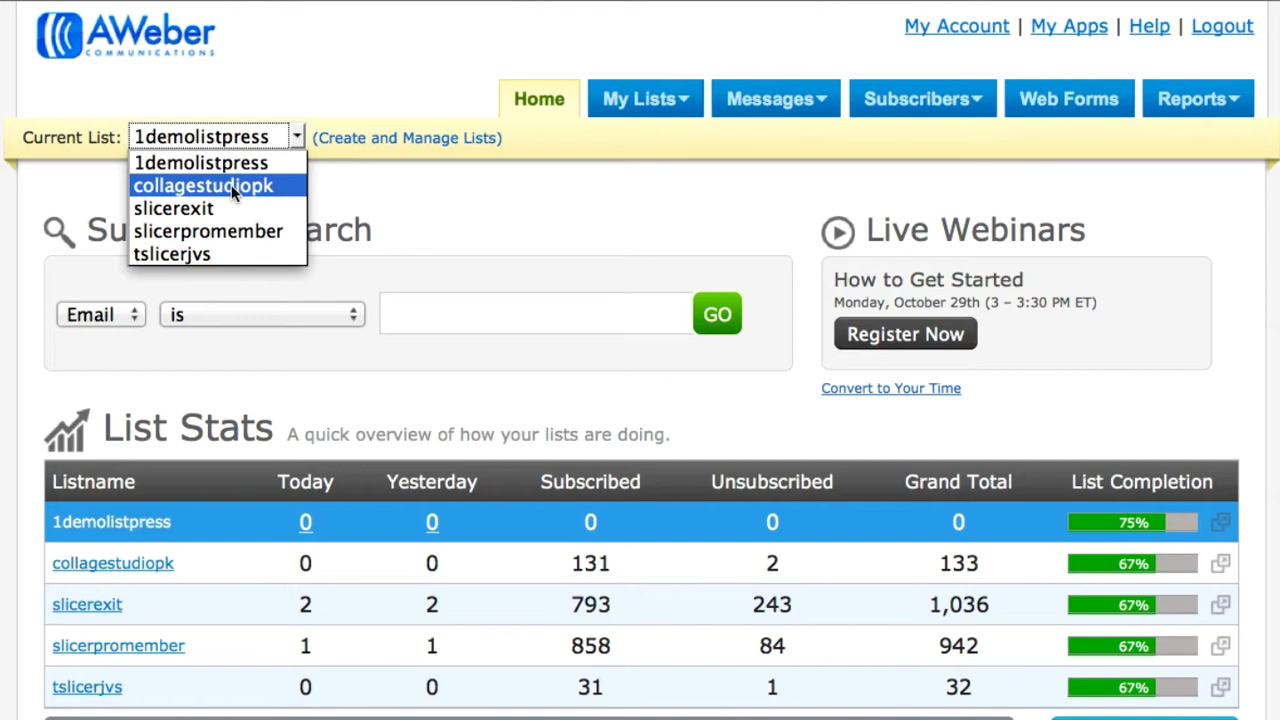 AWeber
COMMUNICATIONS
My Account | My Apps | Help | Logout
Home My Lists Messages Subscribers Web Forms Reports
Current List: 1demolistpress (Create and Manage Lists)
1demolistpress
collagestudiopk
slicerexit
slicerpromember
tslicerjvs
Su arch
Email is GO
Live Webinars
How to Get Started
Monday, October 29th (3 – 3:30 PM ET)
Register Now
Convert to Your Time
List Stats A quick overview of how your lists are doing.
Listname Today Yesterday Subscribed Unsubscribed Grand Total List Completion
1demolistpress 0 0 0 0 0 75%
collagestudiopk 0 0 131 2 133 67%
slicerexit 2 2 793 243 1,036 67%
slicerpromember 1 1 858 84 942 67%
tslicerjvs 0 0 31 1 32 67%